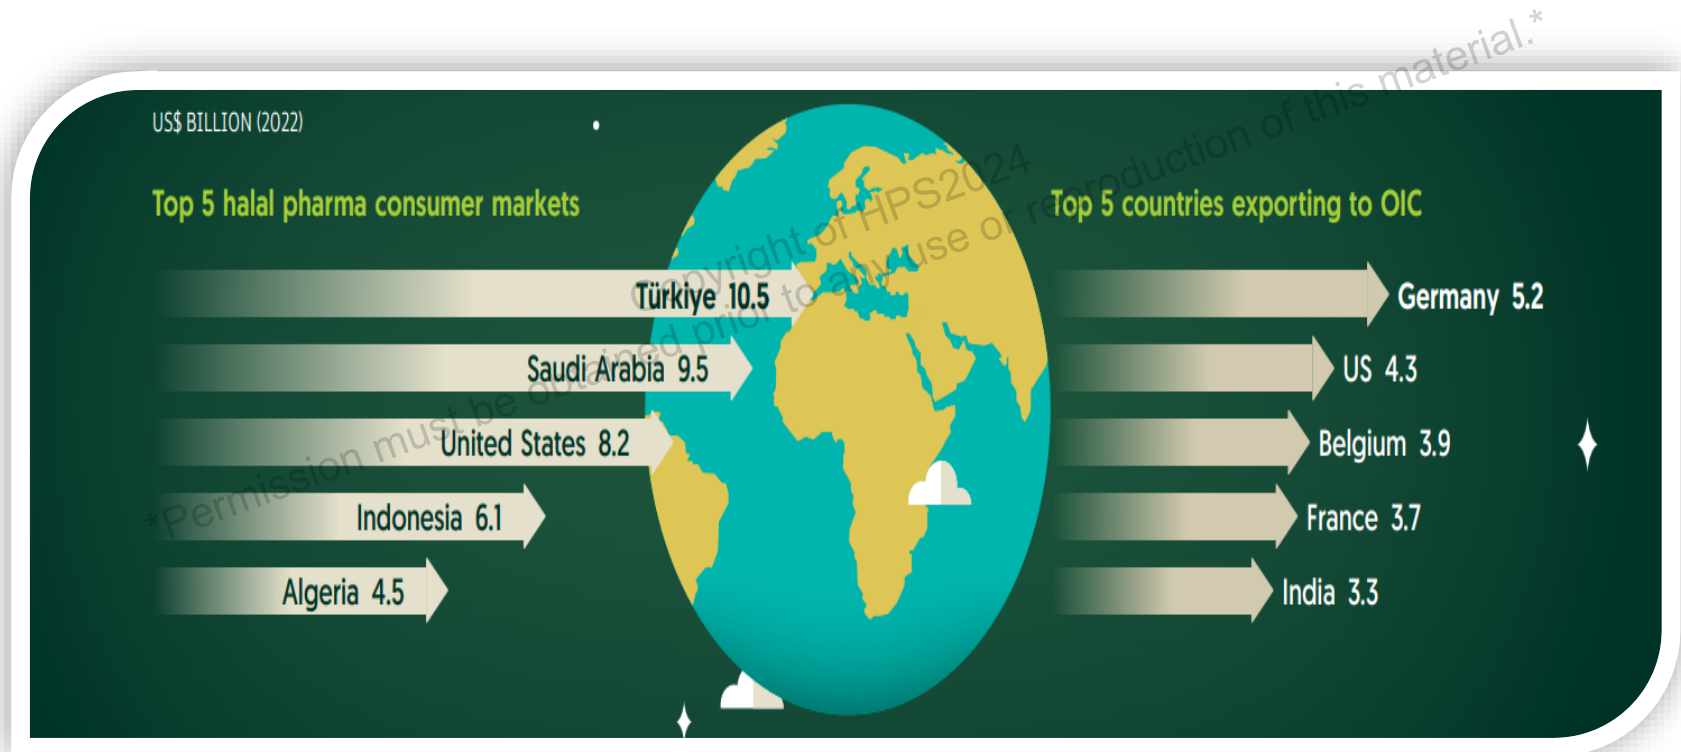 US$ BILLION (2022)
Top 5 halal pharma consumer markets
Türkiye 10.5
Saudi Arabia 9.5
United States 8.2
Indonesia 6.1
Algeria 4.5
Top 5 countries exporting to OIC
Germany 5.2
US 4.3
Belgium 3.9
France 3.7
India 3.3
Copyright of HPS2024
*Permission must be obtained prior to any use or reproduction of this material.*